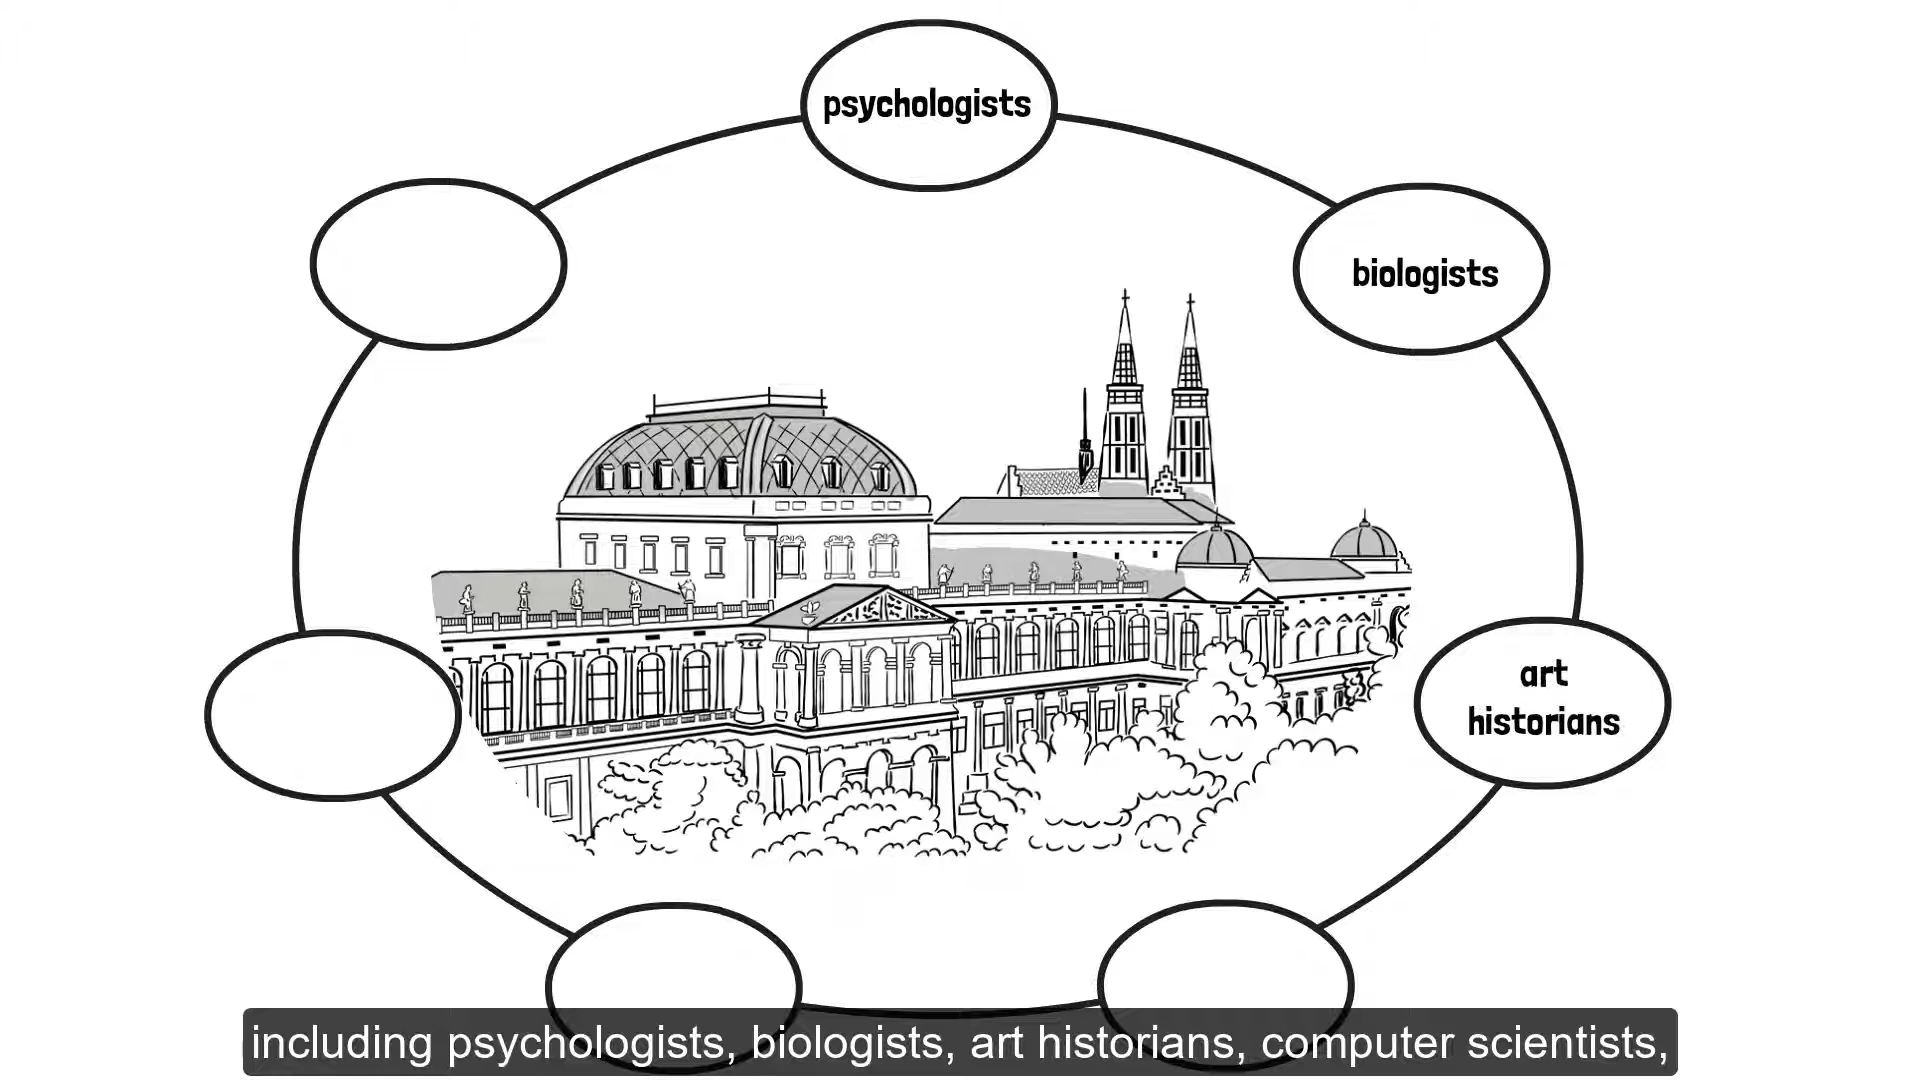 psychologists
biologists
art
historians
including psychologists, biologists, art historians, computer scientists,